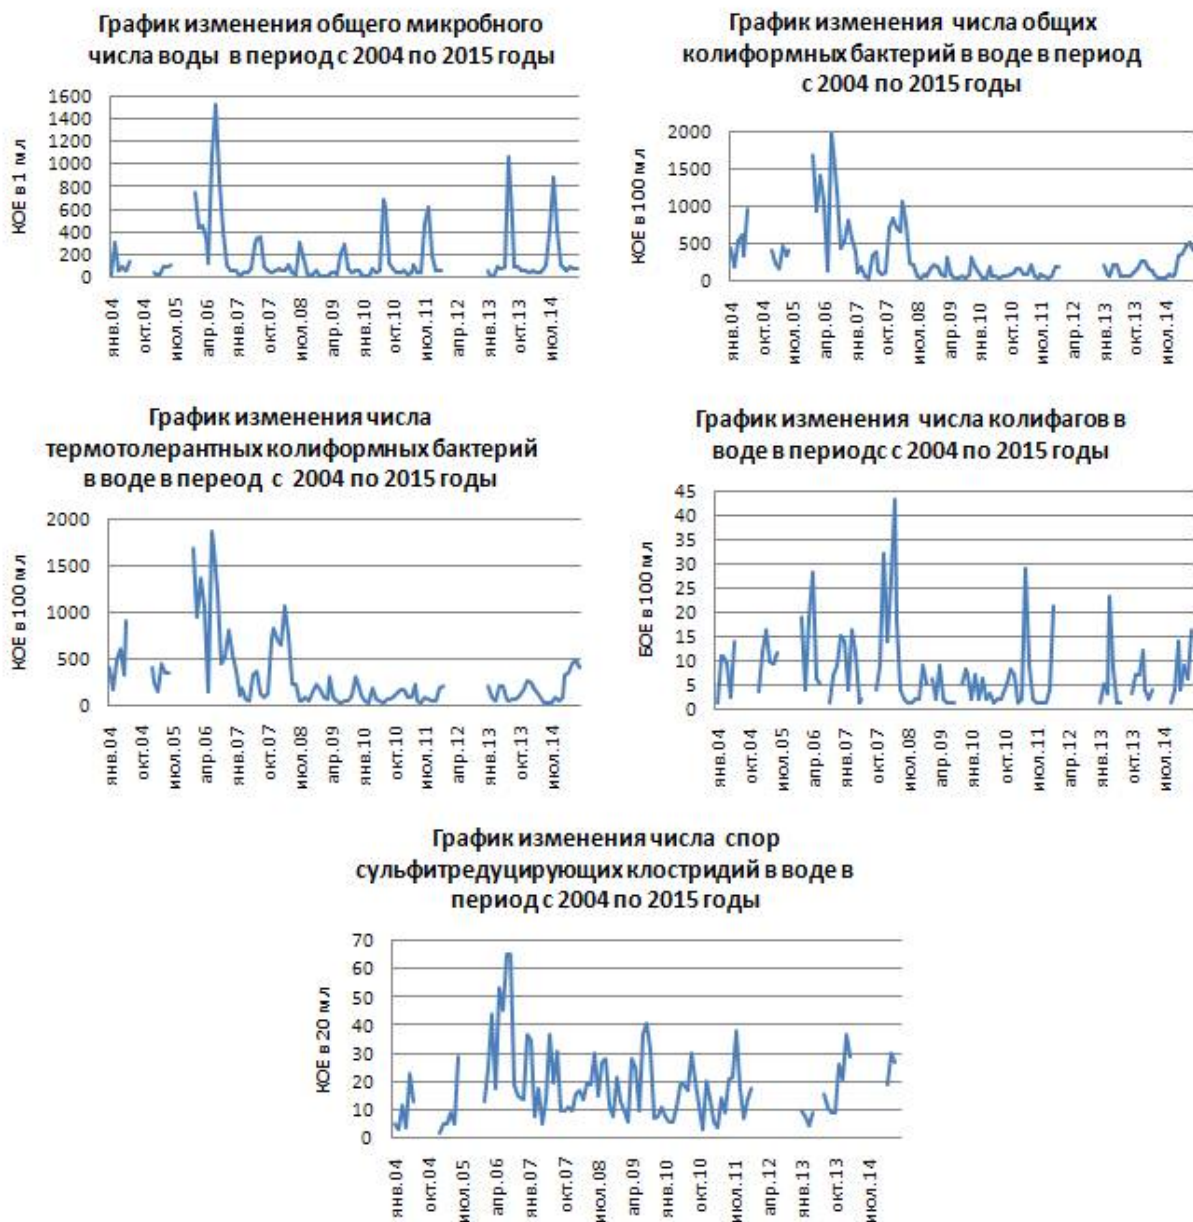 График изменения общего микробного
числа воды в период с 2004 по 2015 годы
КОЕ в 1 мл
1600
1400
1200
1000
800
600
400
200
0
янв.04
окт.04
июл.05
апр.06
янв.07
окт.07
июл.08
апр.09
янв.10
окт.10
июл.11
апр.12
янв.13
окт.13
июл.14
График изменения числа общих
колиформных бактерий в воде в период
с 2004 по 2015 годы
КОЕ в 100 мл
2000
1500
1000
500
0
янв.04
окт.04
июл.05
апр.06
янв.07
окт.07
июл.08
апр.09
янв.10
окт.10
июл.11
апр.12
янв.13
окт.13
июл.14
График изменения числа
термотолерантных колиформных бактерий
в воде в переод с 2004 по 2015 годы
КОЕ в 100 мл
2000
1500
1000
500
0
янв.04
окт.04
июл.05
апр.06
янв.07
окт.07
июл.08
апр.09
янв.10
окт.10
июл.11
апр.12
янв.13
окт.13
июл.14
График изменения числа колифагов в
воде в периодс с 2004 по 2015 годы
БОЕ в 100 мл
45
40
35
30
25
20
15
10
5
0
янв.04
окт.04
июл.05
апр.06
янв.07
окт.07
июл.08
апр.09
янв.10
окт.10
июл.11
апр.12
янв.13
окт.13
июл.14
График изменения числа спор
сульфитредуцирующих клостридий в воде в
период с 2004 по 2015 годы
КОЕ в 20 мл
70
60
50
40
30
20
10
0
янв.04
окт.04
июл.05
апр.06
янв.07
окт.07
июл.08
апр.09
янв.10
окт.10
июл.11
апр.12
янв.13
окт.13
июл.14